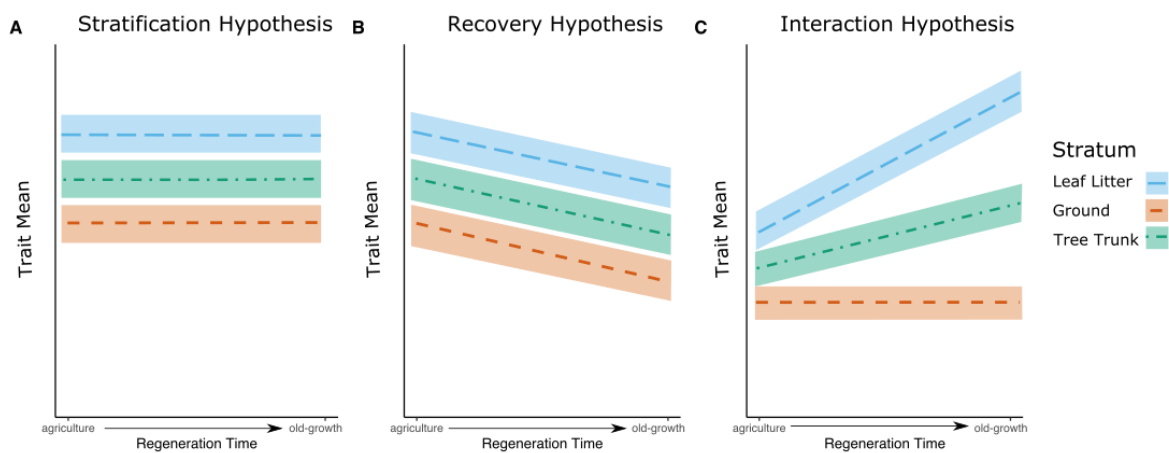 A Stratification Hypothesis
B Recovery Hypothesis
C Interaction Hypothesis
Trait Mean
Trait Mean
Trait Mean
agriculture old-growth
Regeneration Time
agriculture old-growth
Regeneration Time
agriculture old-growth
Regeneration Time
Stratum
Leaf Litter
Ground
Tree Trunk